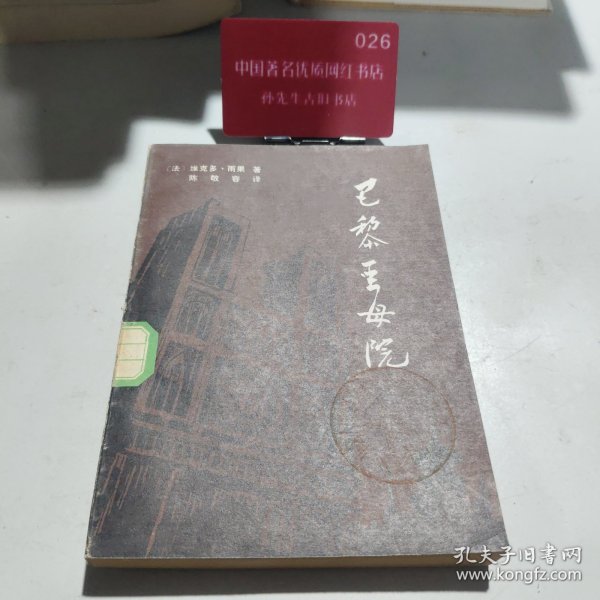 026
中国著名优质网红书店
孙先生古旧书店
〔法〕维克多·雨果 著
陈敬容 译
巴黎圣母院
孔夫子旧书网
www.kongfz.com